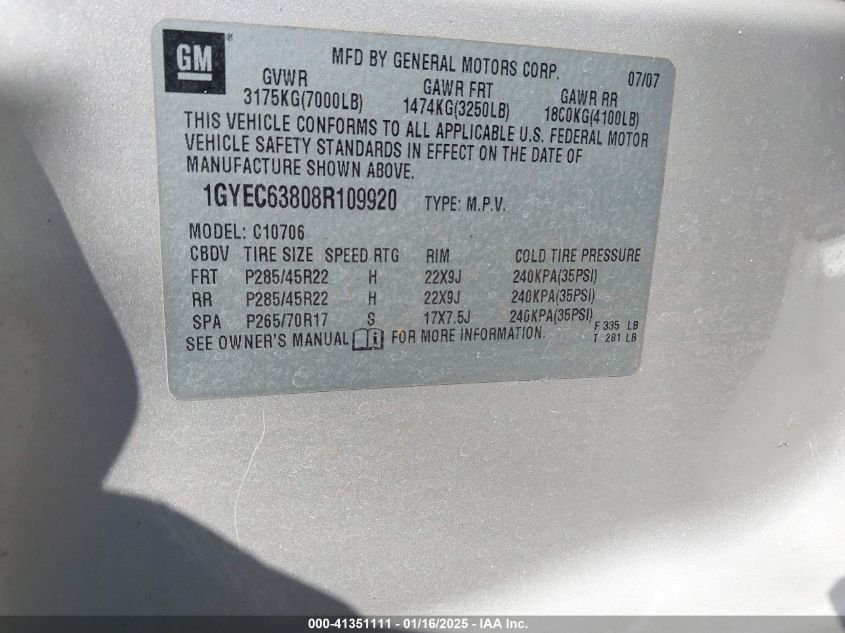 GM®
MFD BY GENERAL MOTORS CORP. 07/07
GVWR GAWR FRT GAWR RR
3175KG(7000LB) 1474KG(3250LB) 18C0KG(4100LB)
THIS VEHICLE CONFORMS TO ALL APPLICABLE U.S. FEDERAL MOTOR
VEHICLE SAFETY STANDARDS IN EFFECT ON THE DATE OF
MANUFACTURE SHOWN ABOVE.
1GYEC63808R109920 TYPE: M.P.V.
MODEL: C10706
CBDV TIRE SIZE SPEED RTG RIM COLD TIRE PRESSURE
FRT P285/45R22 H 22X9J 240KPA(35PSI)
RR P285/45R22 H 22X9J 240KPA(35PSI)
SPA P265/70R17 S 17X7.5J 240KPA(35PSI)
F 335 LB
SEE OWNER'S MANUAL FOR MORE INFORMATION. T 281 LB
000-41351111 - 01/16/2025 - IAA Inc.